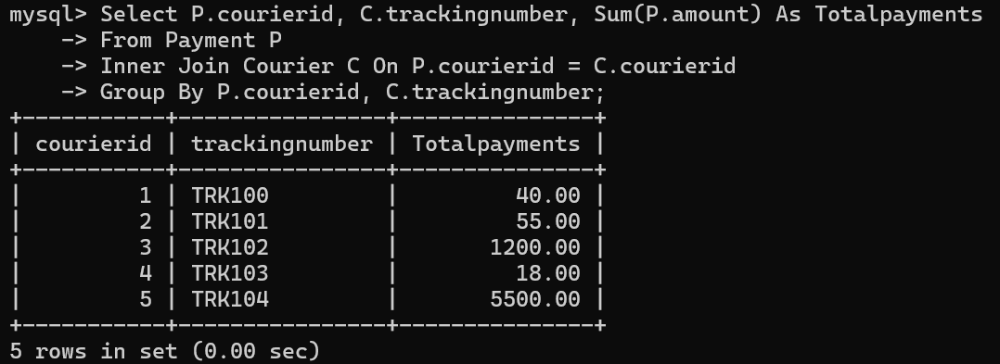 mysql> Select P.courierid, C.trackingnumber, Sum(P.amount) As Totalpayments
    -> From Payment P
    -> Inner Join Courier C On P.courierid = C.courierid
    -> Group By P.courierid, C.trackingnumber;
+-----------+----------------+---------------+
| courierid | trackingnumber | Totalpayments |
+-----------+----------------+---------------+
|         1 | TRK100         |         40.00 |
|         2 | TRK101         |         55.00 |
|         3 | TRK102         |       1200.00 |
|         4 | TRK103         |         18.00 |
|         5 | TRK104         |       5500.00 |
+-----------+----------------+---------------+
5 rows in set (0.00 sec)